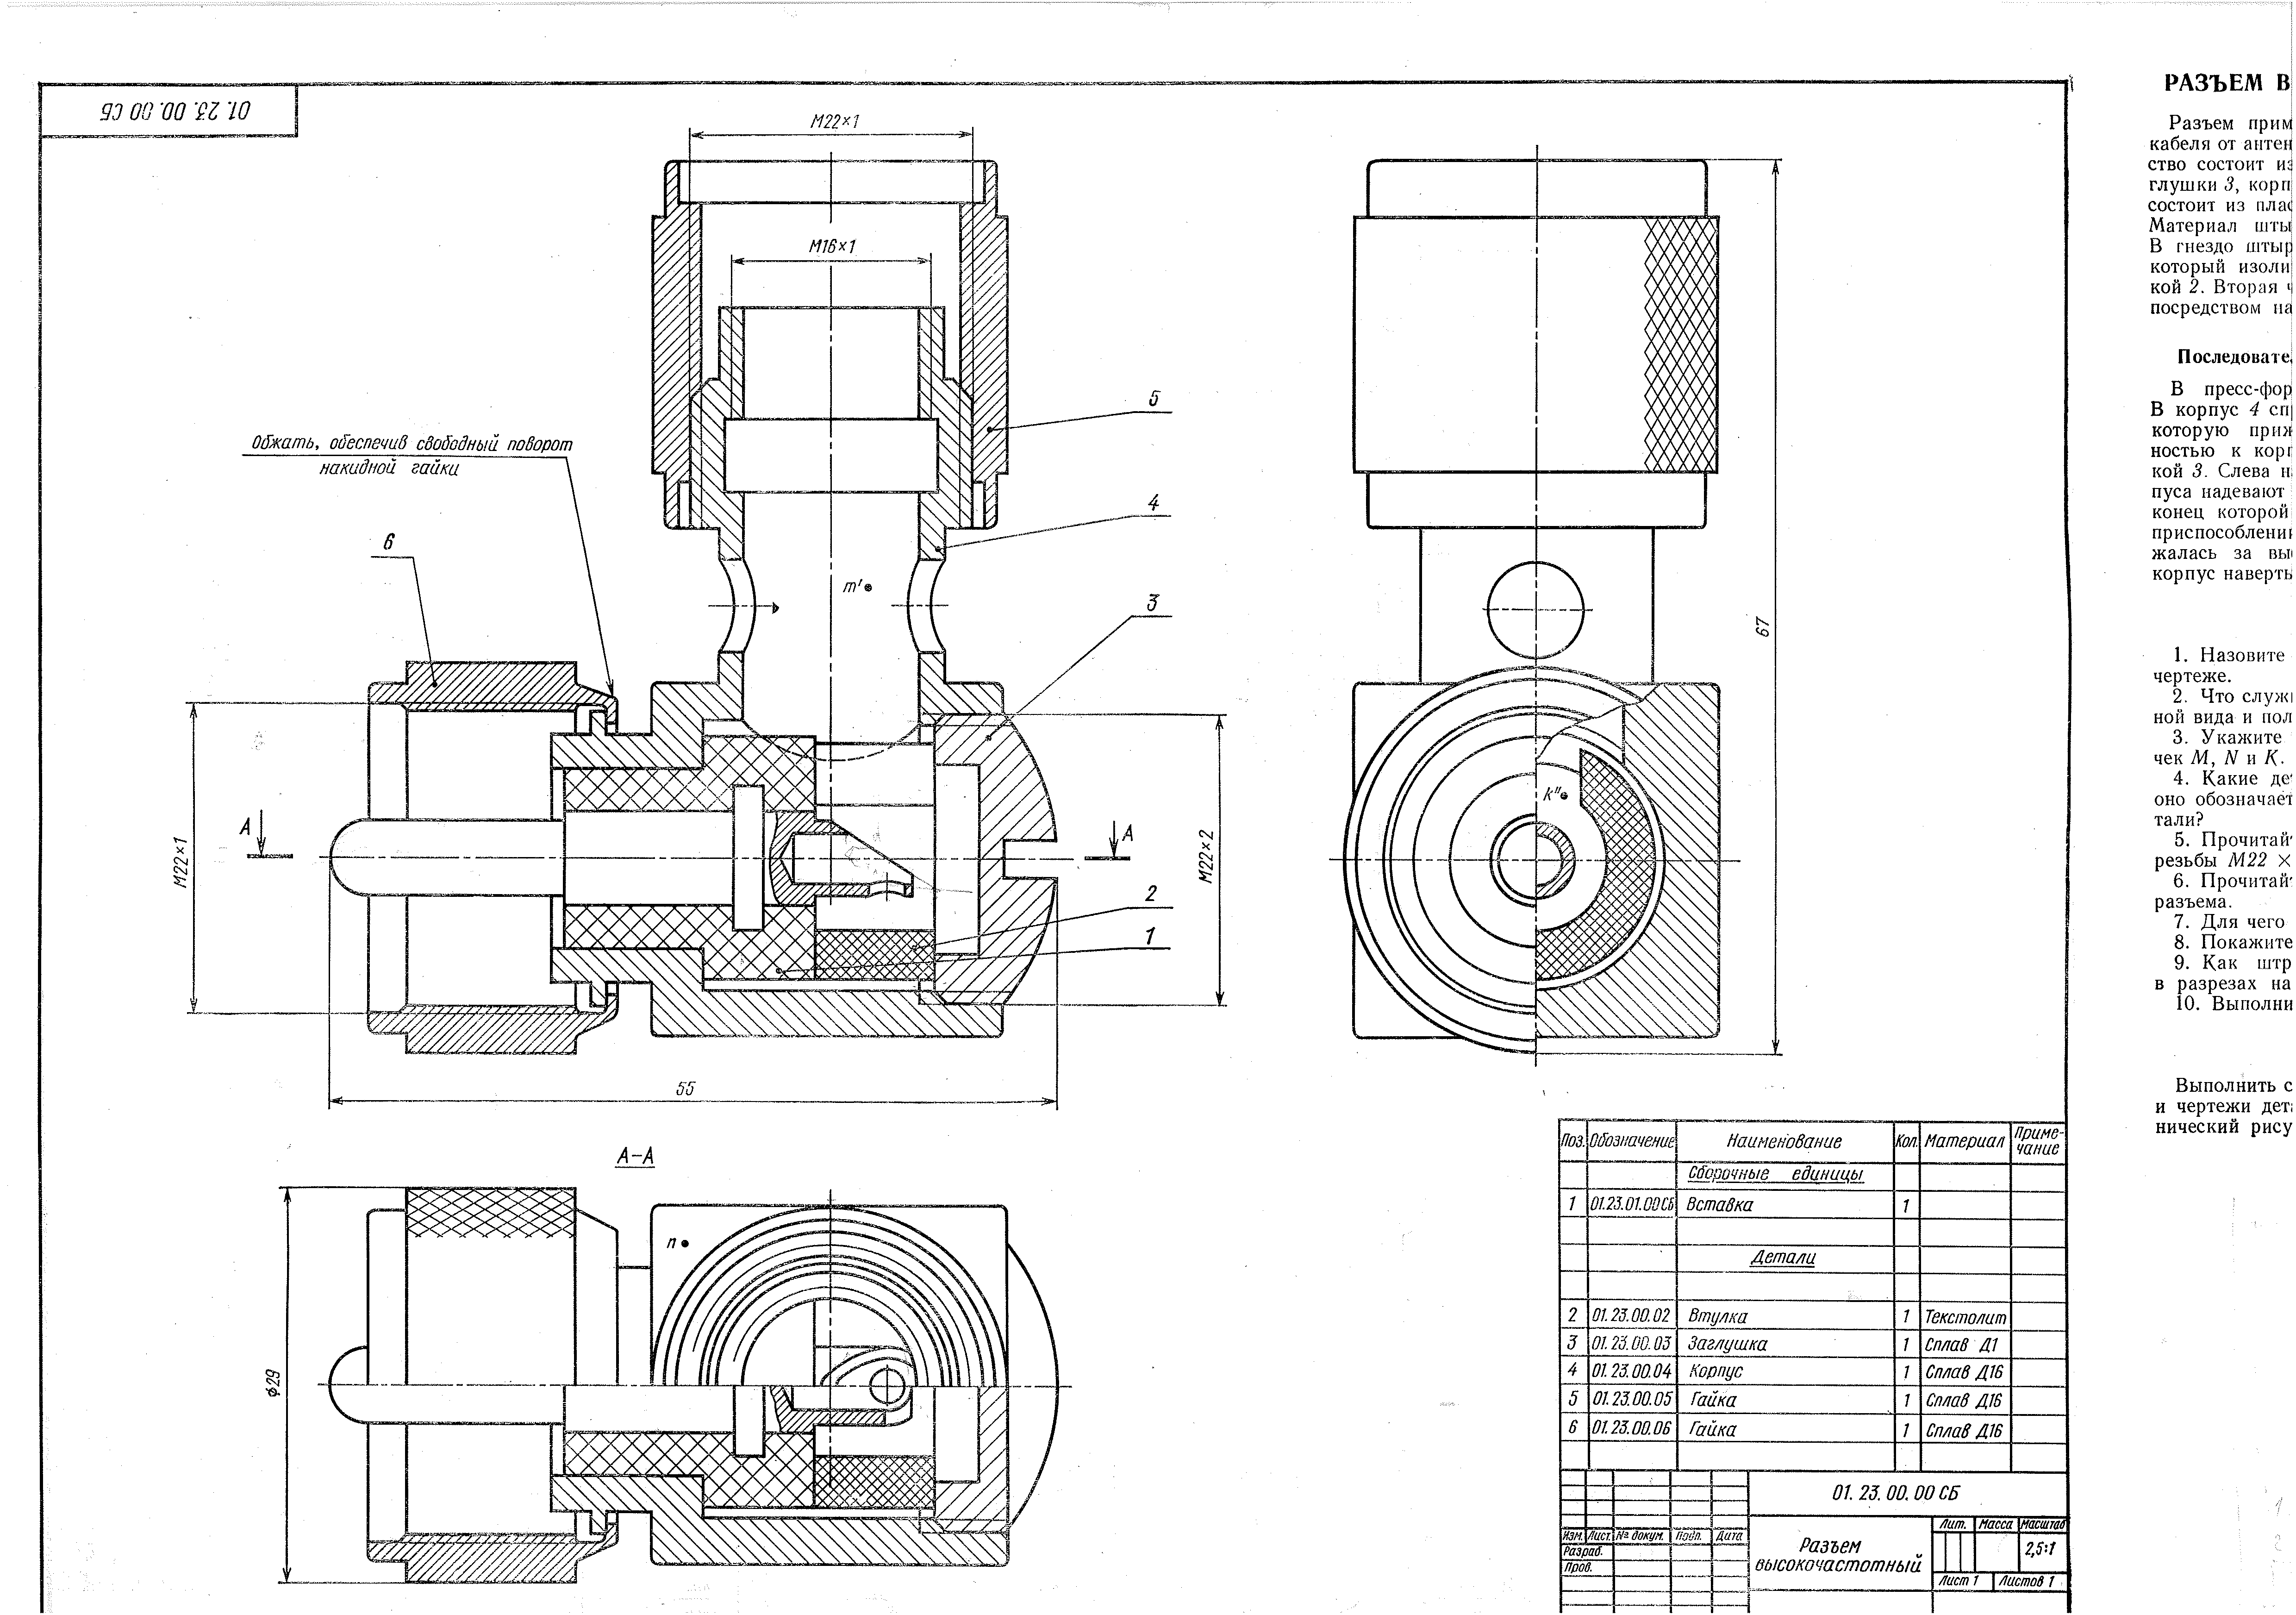 01. 23. 00. 00 СБ
М22×1
М16×1
Обжать, обеспечив свободный поворот
накидной гайки
5
4
6
3
m'
А
А
М22×1
М22×2
2
1
55
67
k"
А-А
n
ϕ29
Поз. Обозначение Наименование Кол. Материал Приме-
чание
Сборочные единицы
1 01.23.01.00СБ Вставка 1
Детали
2 01.23.00.02 Втулка 1 Текстолит
3 01.23.00.03 Заглушка 1 Сплав Д1
4 01.23.00.04 Корпус 1 Сплав Д16
5 01.23.00.05 Гайка 1 Сплав Д16
6 01.23.00.06 Гайка 1 Сплав Д16
01. 23. 00. 00 СБ
Изм. Лист. № докум. Подп. Дата
Разраб.
Пров.
Разъем
высокочастотный
Лит. Масса Масштаб
2,5:1
Лист 1 Листов 1
РАЗЪЕМ В
Разъем прим
кабеля от антен
ство состоит из
глушки 3, корп
состоит из плас
Материал шты
В гнездо штыр
который изоли
кой 2. Вторая ч
посредством на
Последовате
В пресс-фор
В корпус 4 сп
которую приж
ностью к корп
кой 3. Слева н
пуса надевают
конец которой
приспособлени
жалась за вы
корпус наверты
1. Назовите
чертеже.
2. Что служ
ной вида и пол
3. Укажите
чек M, N и K.
4. Какие де
оно обозначает
тали?
5. Прочитай
резьбы М22 ×
6. Прочитай
разъема.
7. Для чего
8. Покажите
9. Как штр
в разрезах на
10. Выполни
Выполнить с
и чертежи дет
нический рису